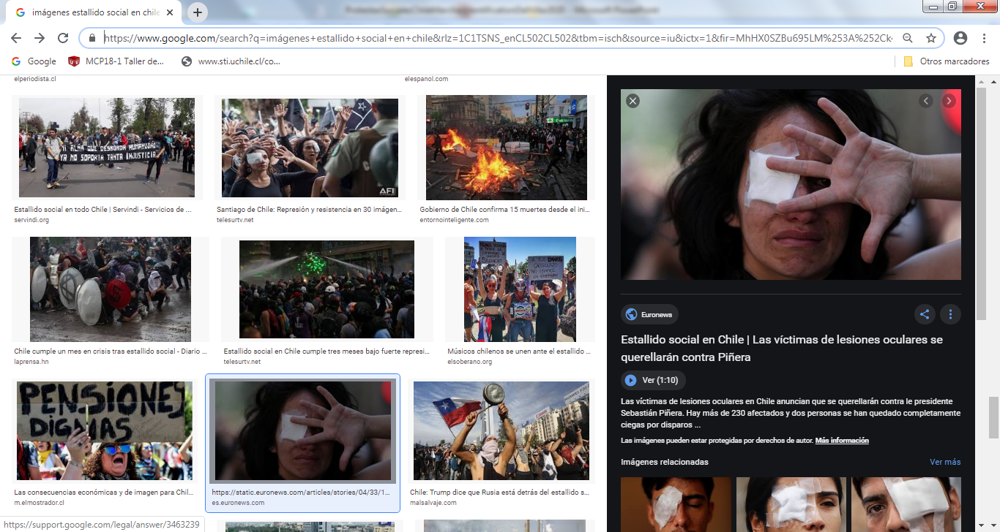 imágenes estallido social en chile
https://www.google.com/search?q=imágenes+estallido+social+en+chile&rlz=1C1TSNS_enCL502CL502&tbm=isch&source=iu&ictx=1&fir=MhHX0SZBu695LM%253A%252Ck
Google
MCP18-1 Taller de...
www.sti.uchile.cl/co...
Otros marcadores
elperiodista.cl
elespanol.com
QUE DESBORDA HUMANIDAD
YA NO SOPORTA TANTA INJUSTICIA
AFI
Estallido social en todo Chile | Servindi - Servicios de ...
servindi.org
Santiago de Chile: Represión y resistencia en 30 imágen...
telesurtv.net
Gobierno de Chile confirma 15 muertes desde el ini...
entornointeligente.com
Chile cumple un mes en crisis tras estallido social - Diario ...
laprensa.hn
Estallido social en Chile cumple tres meses bajo fuerte represi...
telesurtv.net
Músicos chilenos se unen ante el estallido ...
elsoberano.org
PENSIONES
DIGNAS
Las consecuencias económicas y de imagen para Chil...
m.elmostrador.cl
https://static.euronews.com/articles/stories/04/33/1...
es.euronews.com
Chile: Trump dice que Rusia está detrás del estallido s...
malsalvaje.com
Euronews
Estallido social en Chile | Las víctimas de lesiones oculares se
querellarán contra Piñera
Ver (1:10)
Las víctimas de lesiones oculares en Chile anuncian que se querellarán contra le presidente
Sebastián Piñera. Hay más de 230 afectados y dos personas se han quedado completamente
ciegas por disparos ...
Las imágenes pueden estar protegidas por derechos de autor. Más información
Imágenes relacionadas
Ver más
https://support.google.com/legal/answer/3463239